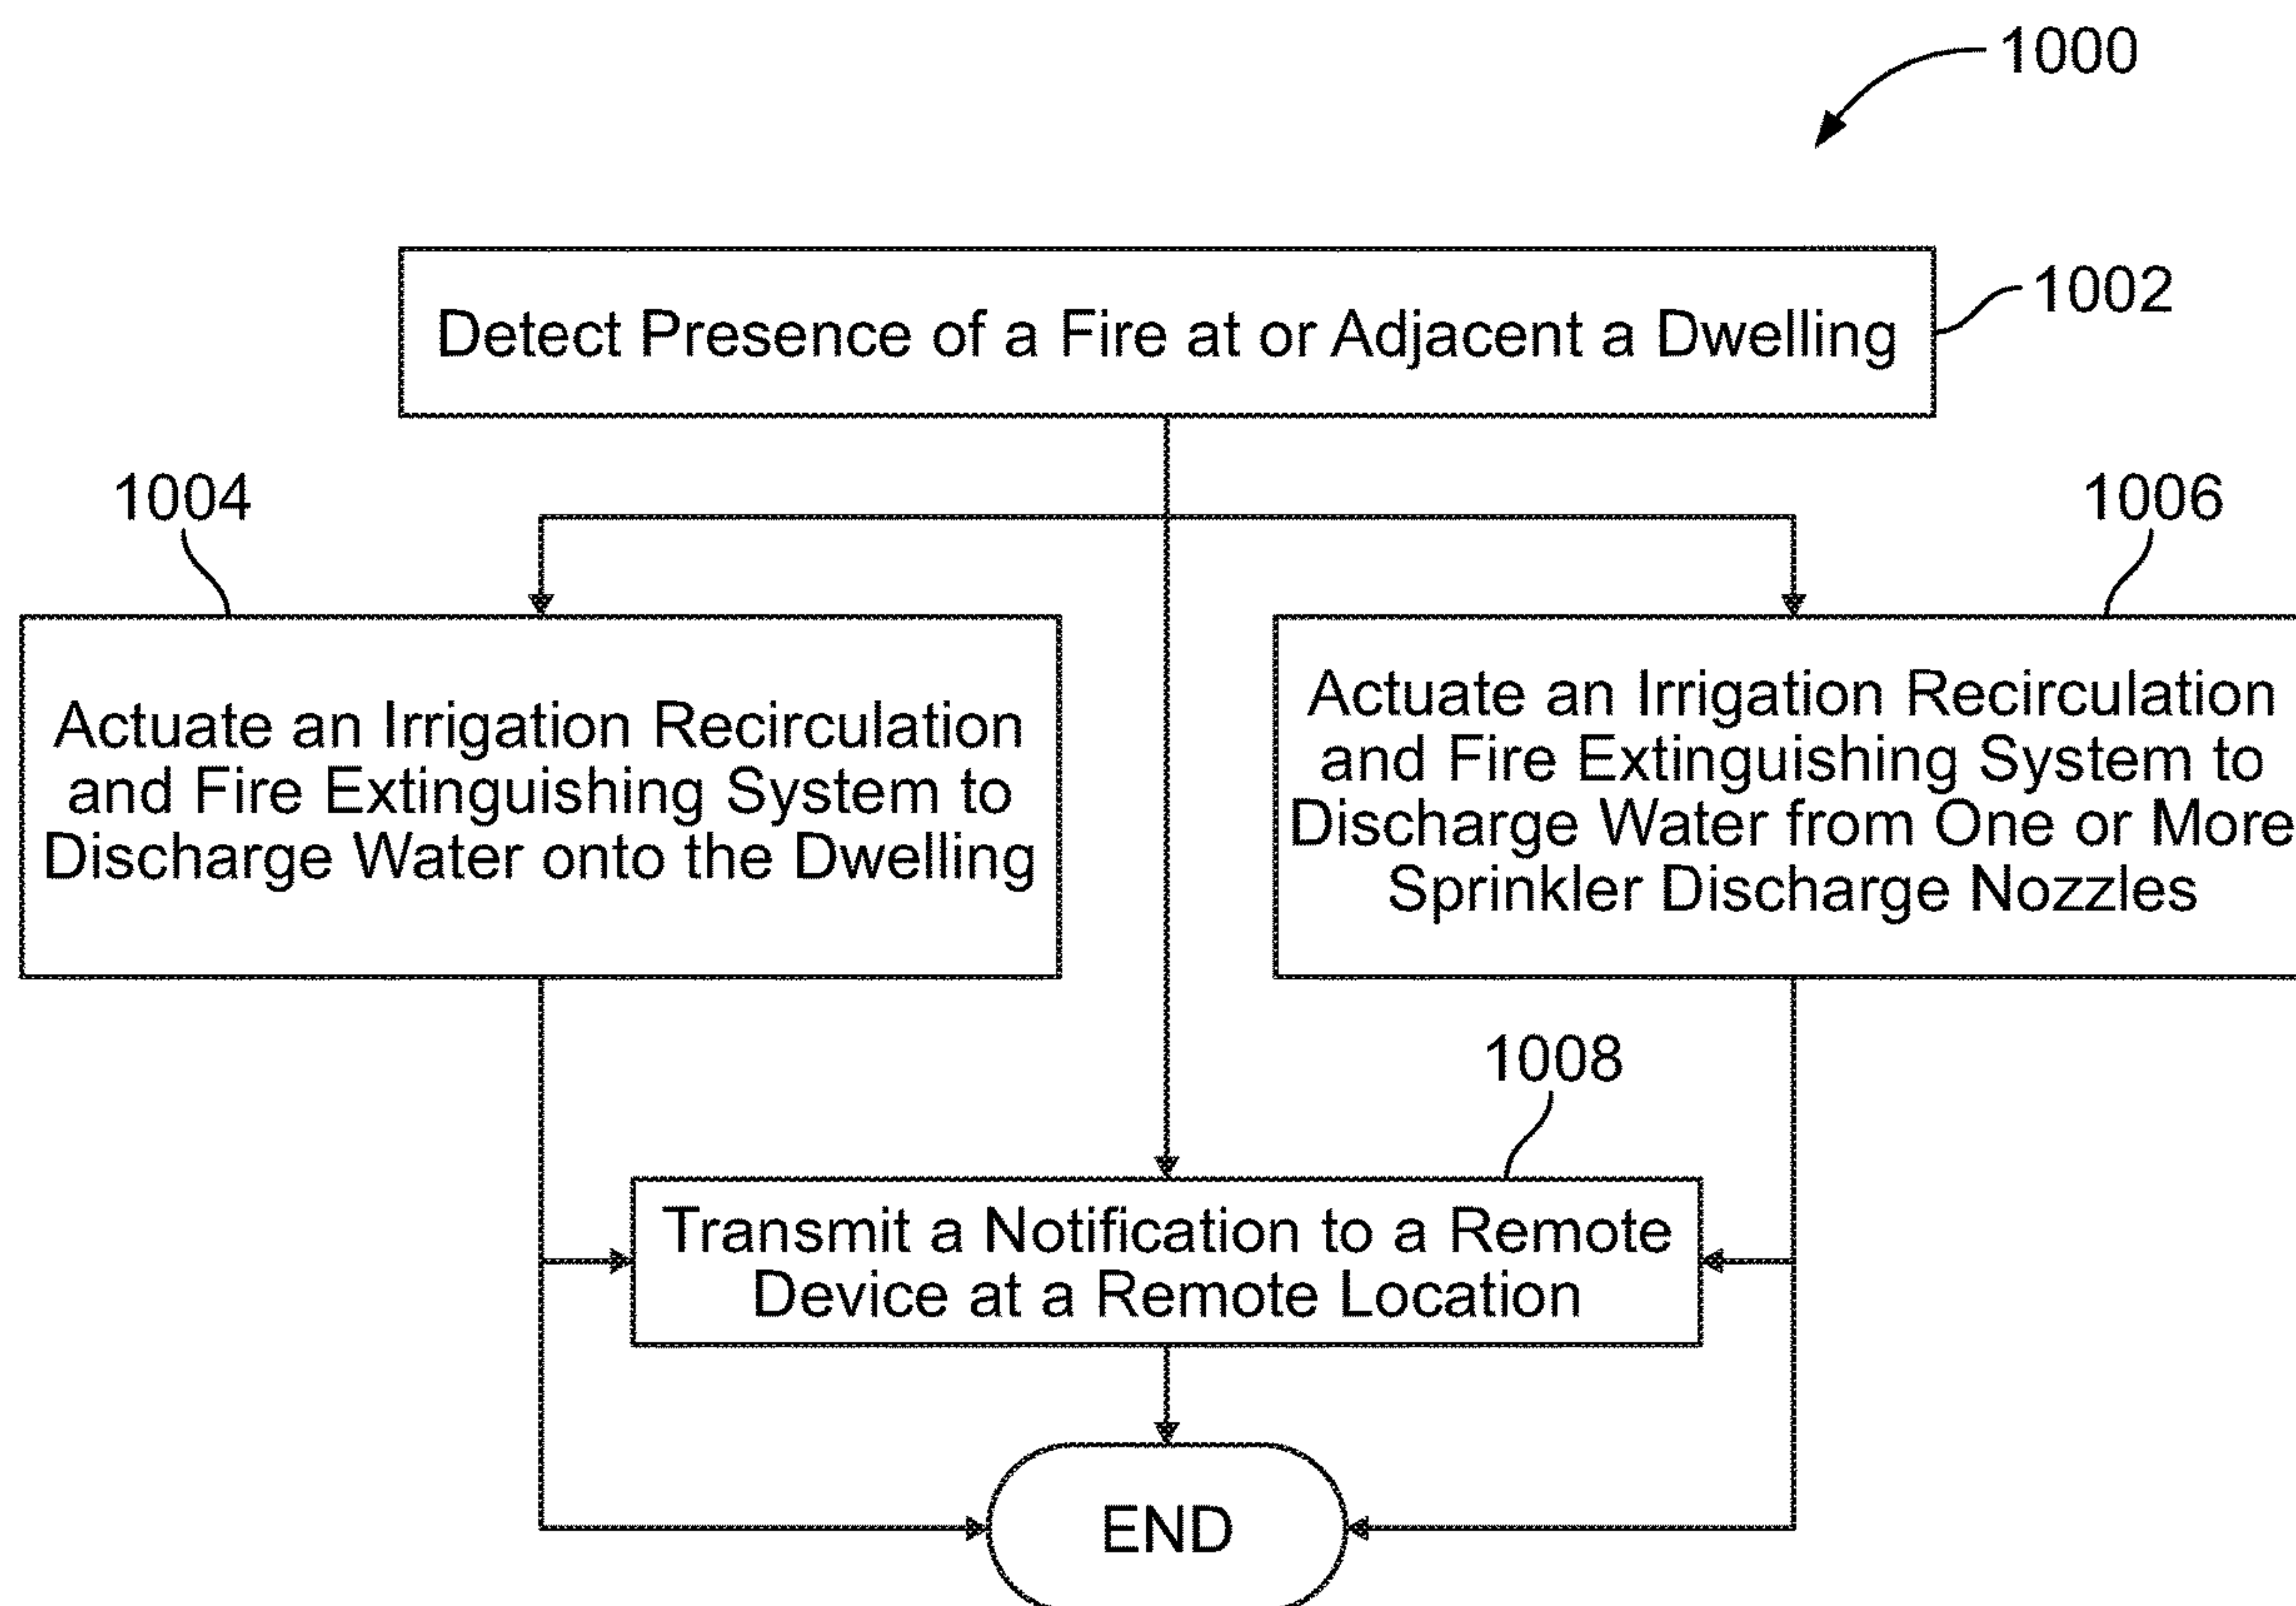 1000
Detect Presence of a Fire at or Adjacent a Dwelling
1002
1004
1006
Actuate an Irrigation Recirculation
and Fire Extinguishing System to
Discharge Water onto the Dwelling
Actuate an Irrigation Recirculation
and Fire Extinguishing System to
Discharge Water from One or More
Sprinkler Discharge Nozzles
1008
Transmit a Notification to a Remote
Device at a Remote Location
END